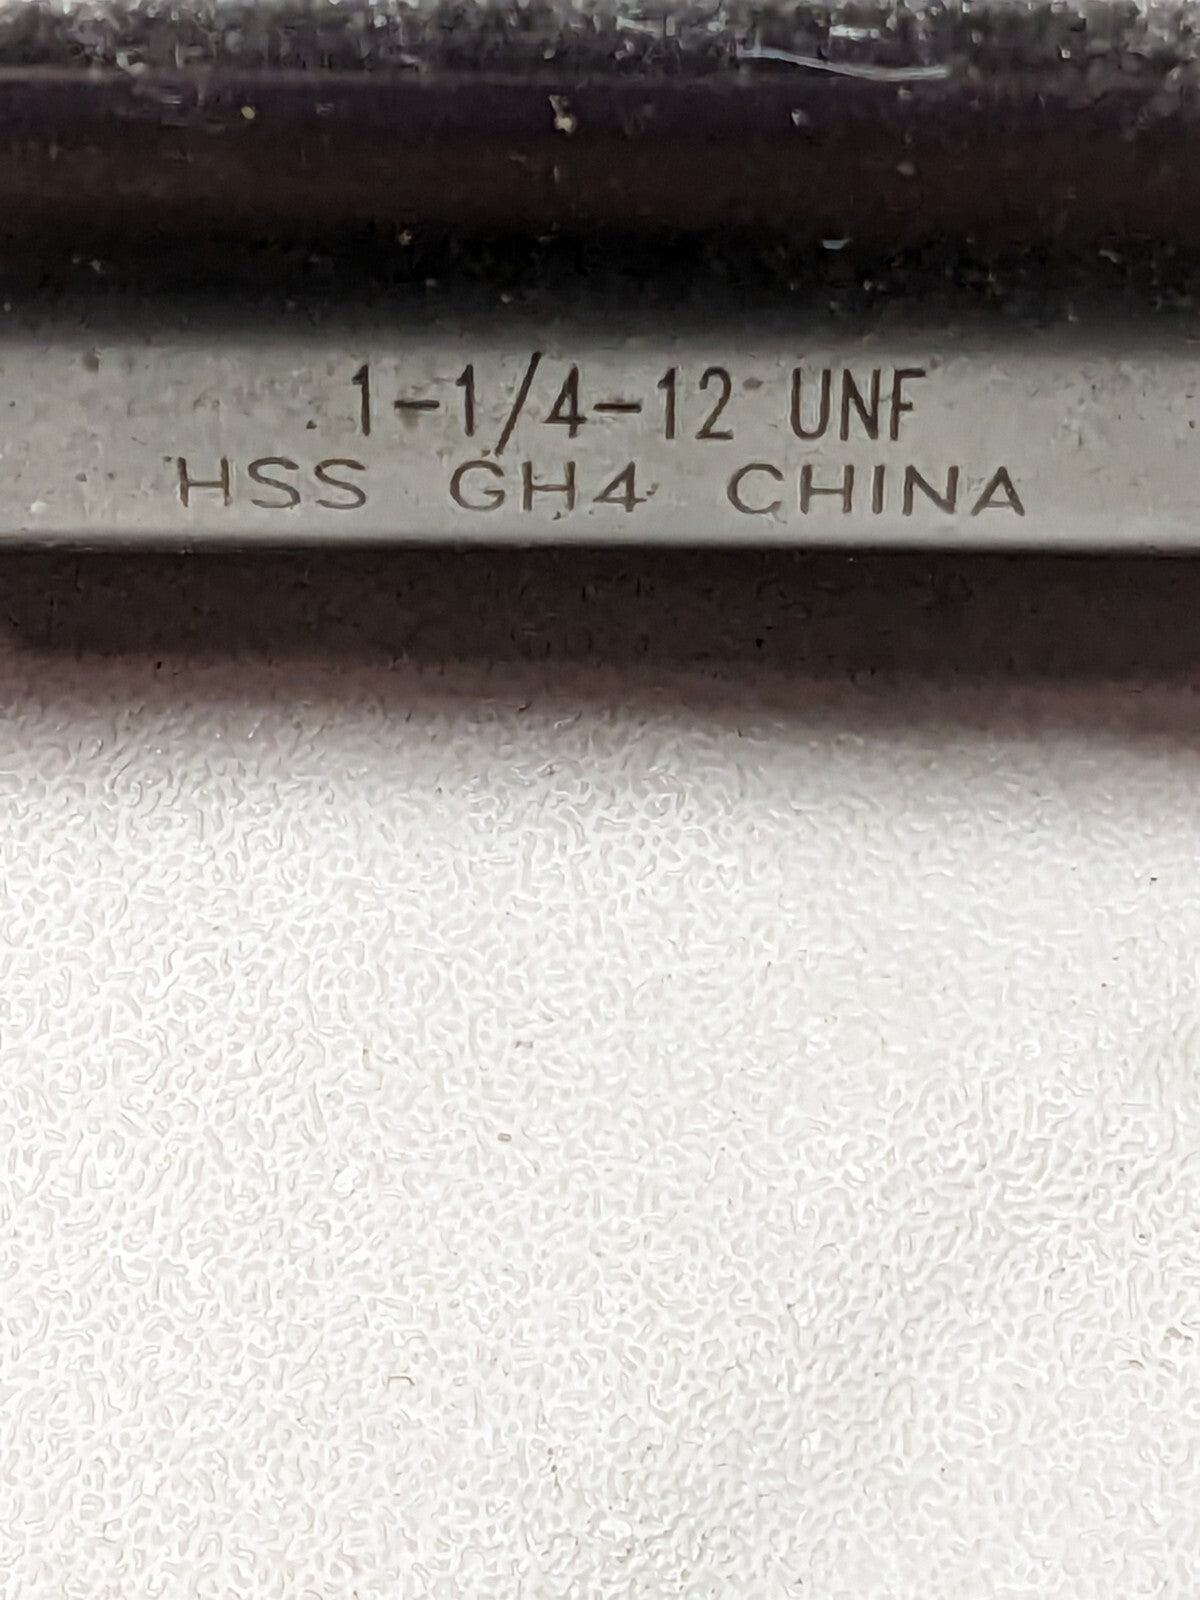 1-1/4-12 UNF
HSS GH4 CHINA